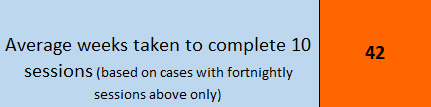 Average weeks taken to complete 10
sessions (based on cases with fortnightly
sessions above only)
42